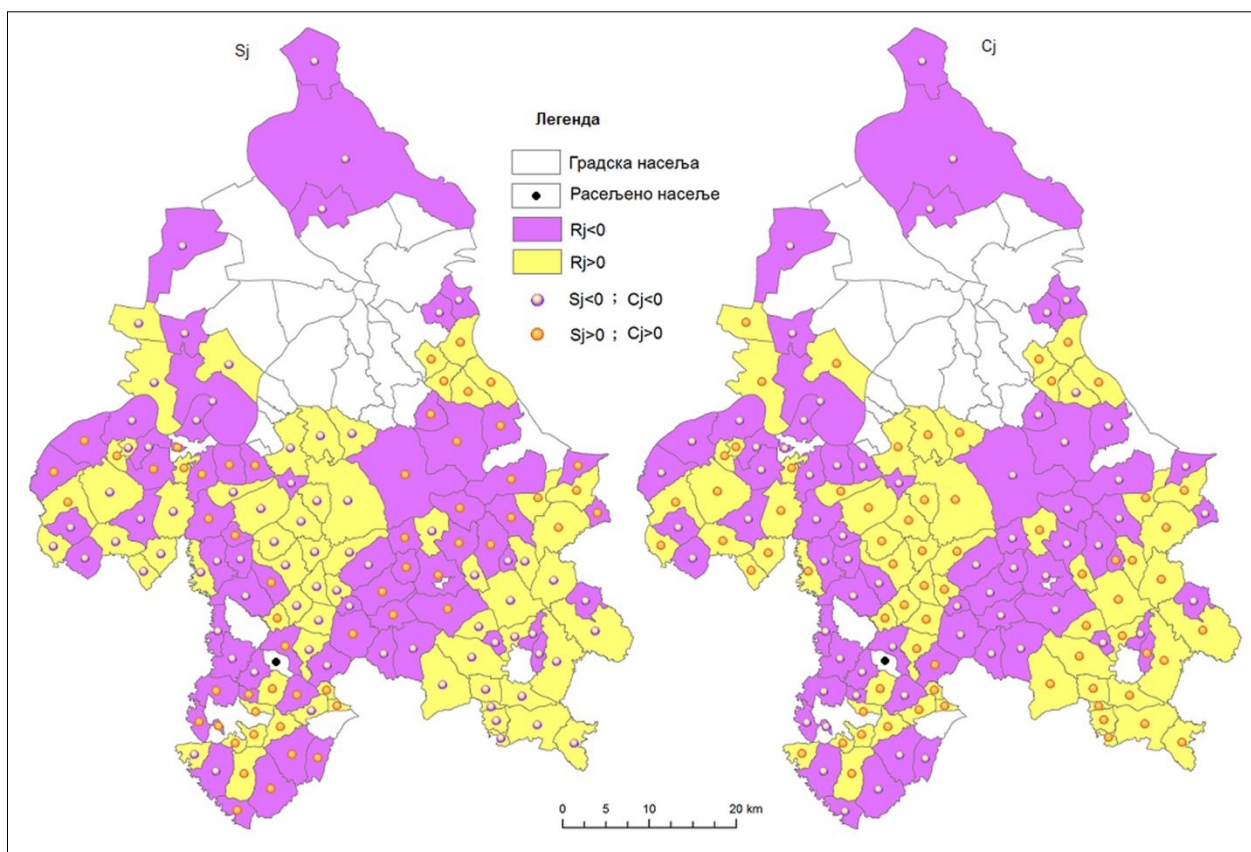 Sj
Cj
Легенда
Градска насеља
Расељено насеље
Rj<0
Rj>0
Sj<0 ; Cj<0
Sj>0 ; Cj>0
0 5 10 20 km